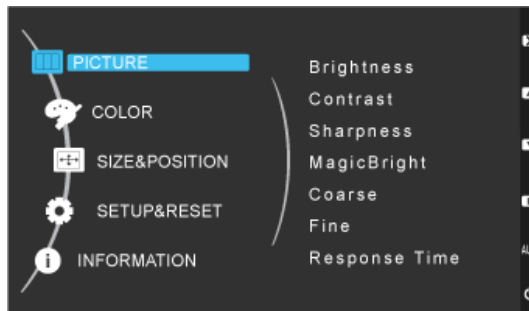 PICTURE
COLOR
SIZE&POSITION
SETUP&RESET
INFORMATION
Brightness
Contrast
Sharpness
MagicBright
Coarse
Fine
Response Time